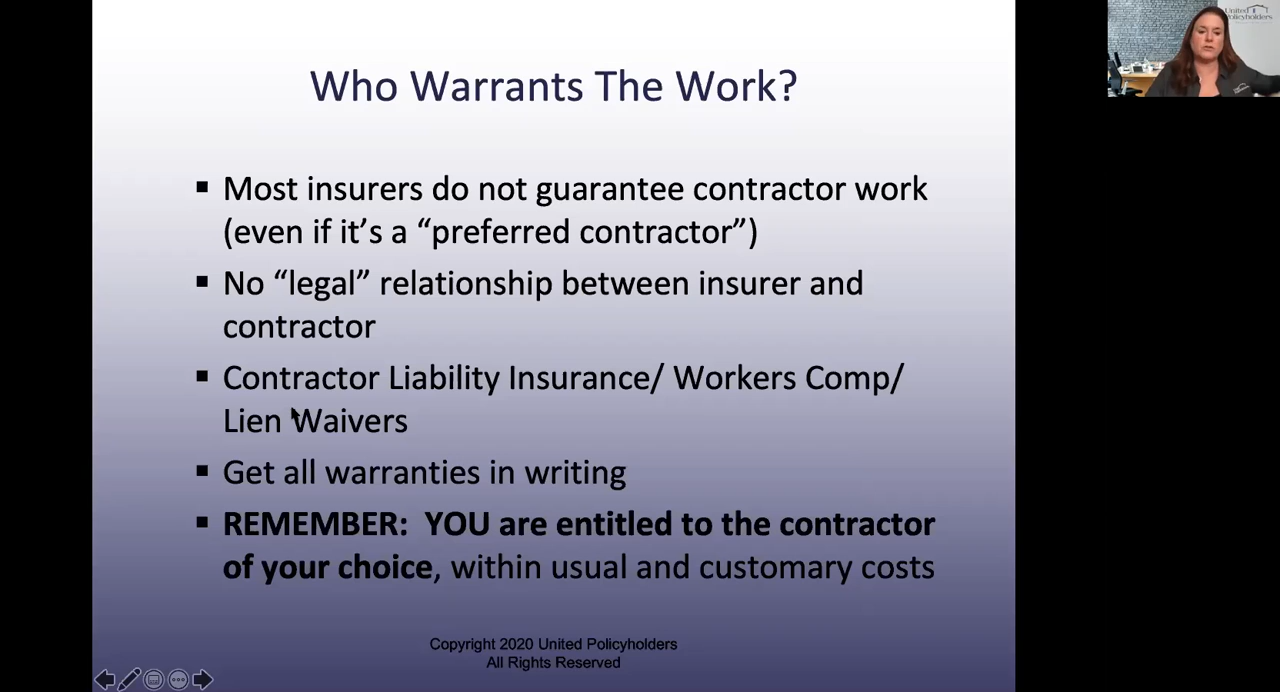 Who Warrants The Work?
Most insurers do not guarantee contractor work
(even if it's a “preferred contractor”)
No “legal” relationship between insurer and
contractor
Contractor Liability Insurance/ Workers Comp/
Lien Waivers
Get all warranties in writing
REMEMBER:  YOU are entitled to the contractor
of your choice, within usual and customary costs
Copyright 2020 United Policyholders
All Rights Reserved
United
Policyholders